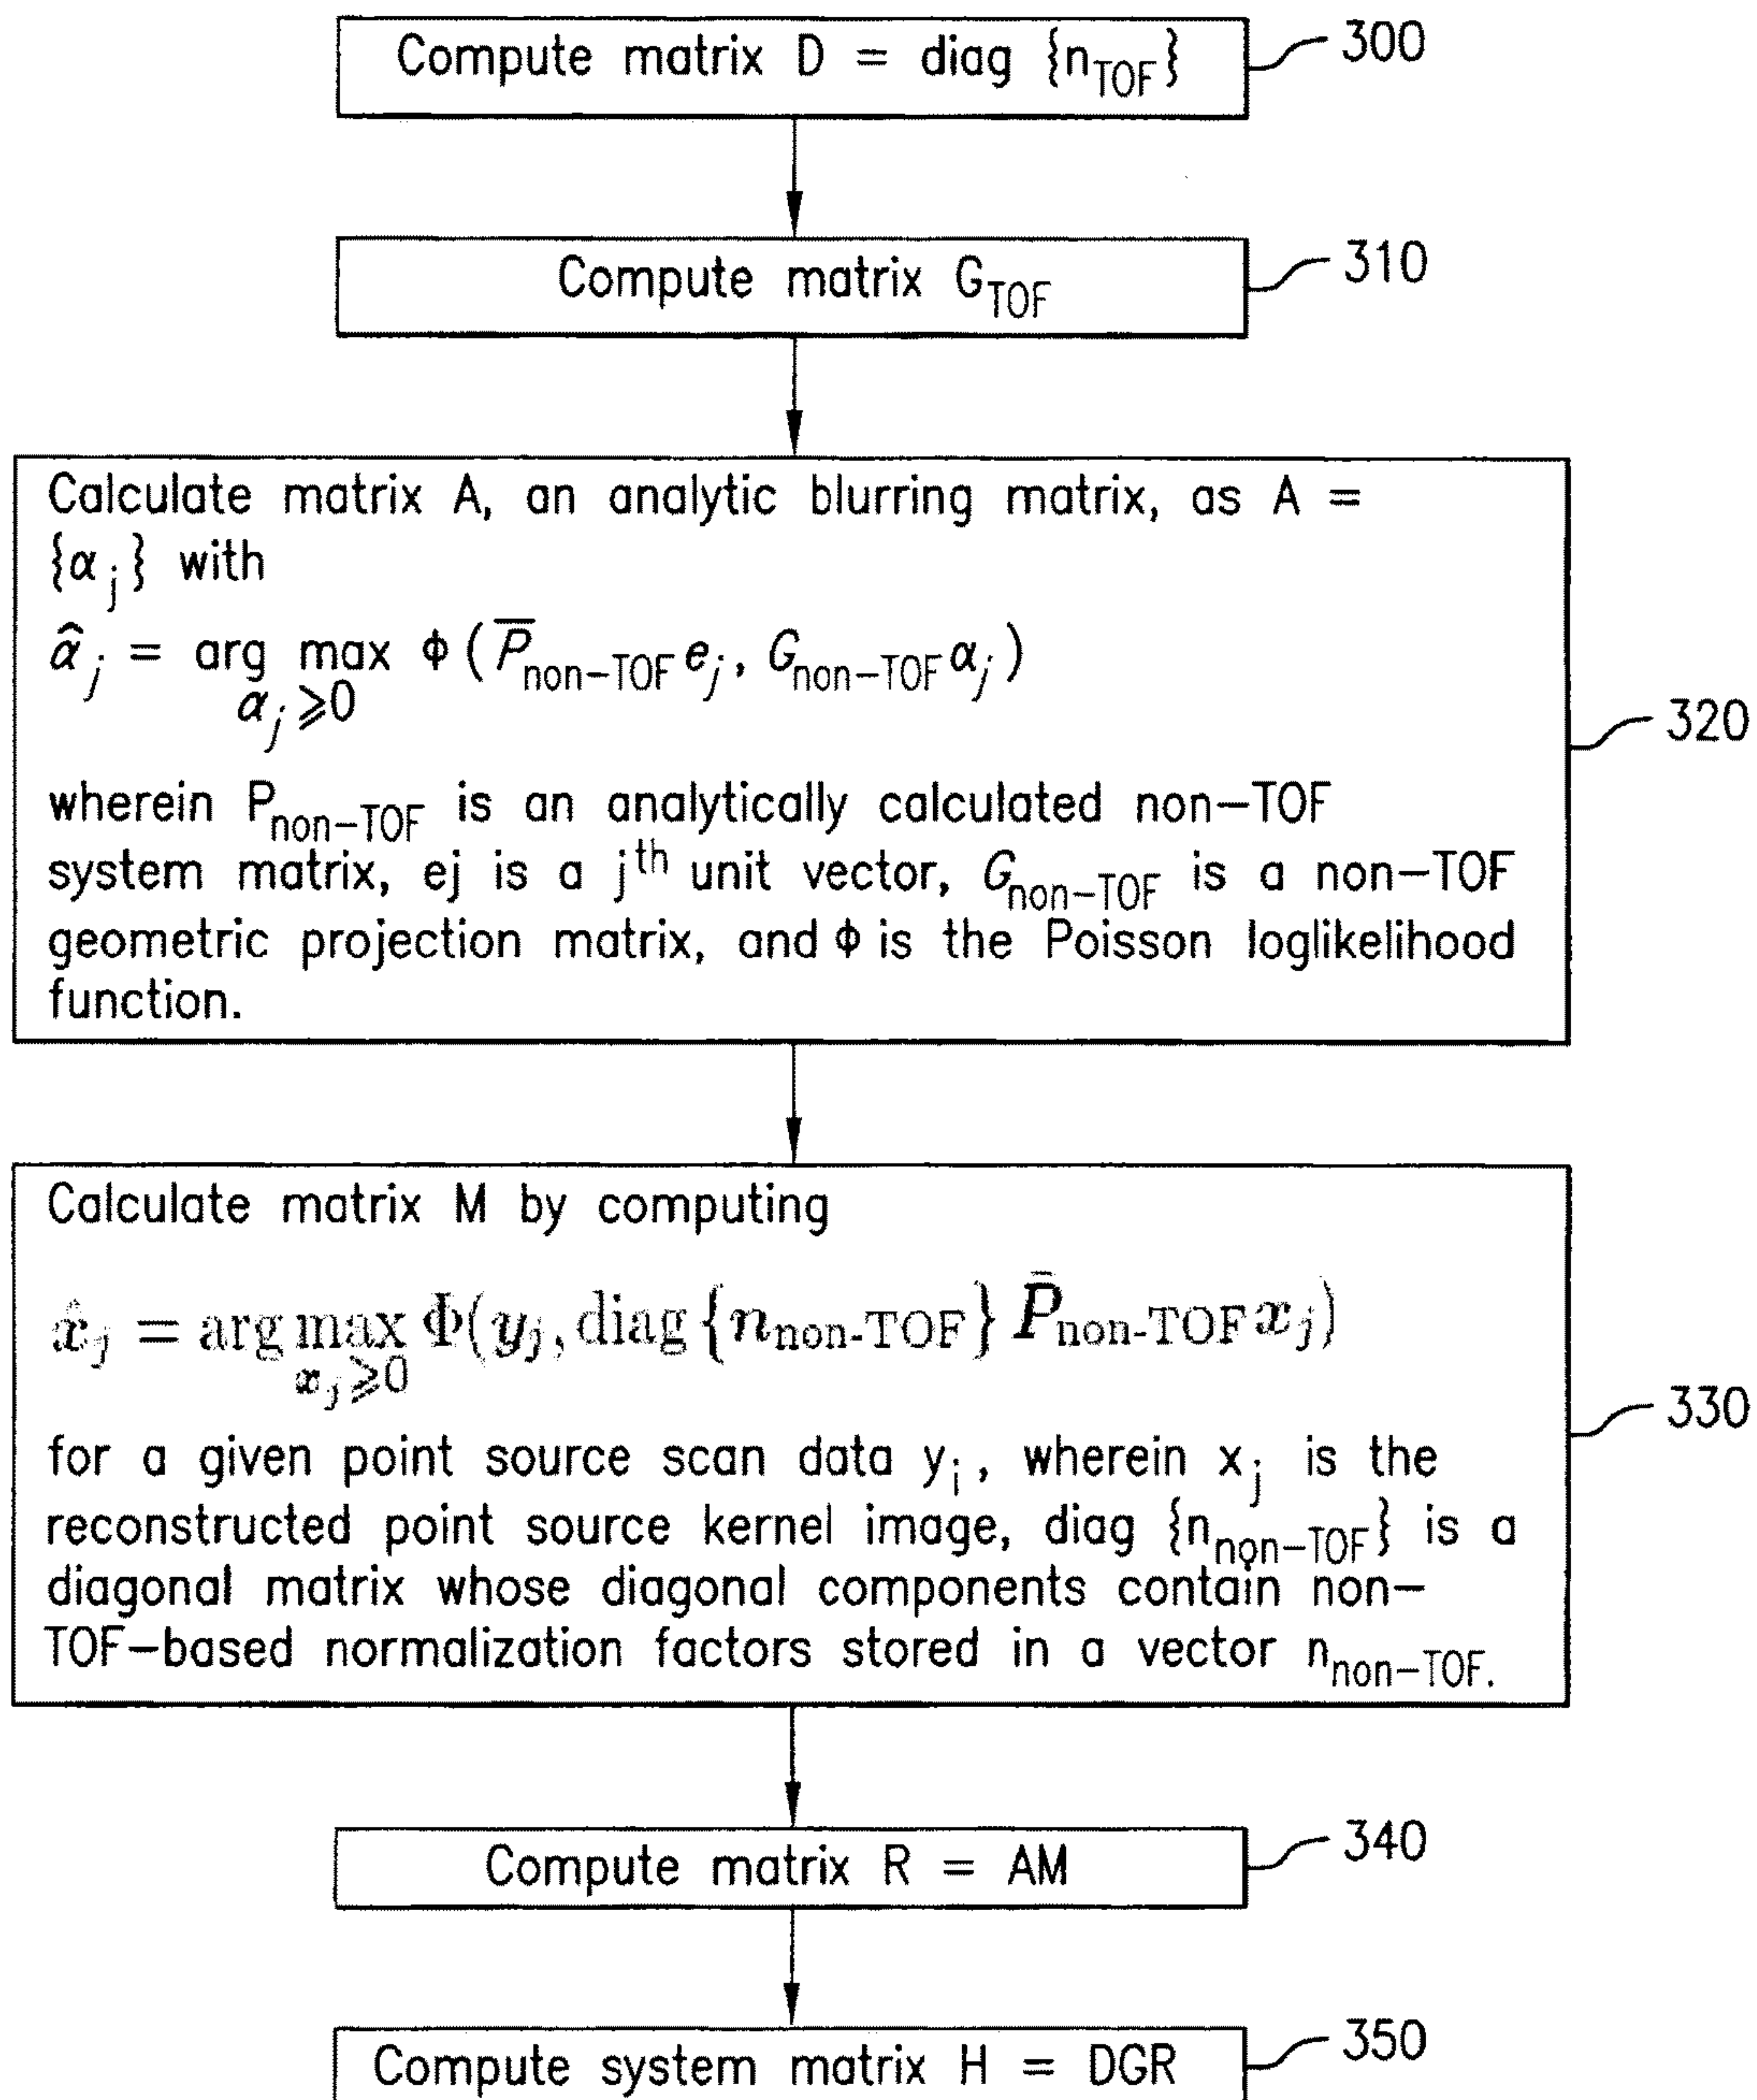 Compute matrix D = diag {n_TOF}
300
Compute matrix G_TOF
310
Calculate matrix A, an analytic blurring matrix, as A =
{α_j} with
α̂_j = arg max Φ(P̅_non–TOF e_j, G_non–TOF α_j)
α_j ⩾ 0
320
wherein P_non–TOF is an analytically calculated non–TOF
system matrix, ej is a j^th unit vector, G_non–TOF is a non–TOF
geometric projection matrix, and Φ is the Poisson loglikelihood
function.
Calculate matrix M by computing
x̂_j = arg max Φ(y_j, diag {n_non-TOF} P̄_non-TOF x_j)
x_j ⩾ 0
330
for a given point source scan data y_i, wherein x_j is the
reconstructed point source kernel image, diag {n_non–TOF} is a
diagonal matrix whose diagonal components contain non–
TOF–based normalization factors stored in a vector n_non–TOF.
Compute matrix R = AM
340
Compute system matrix H = DGR
350